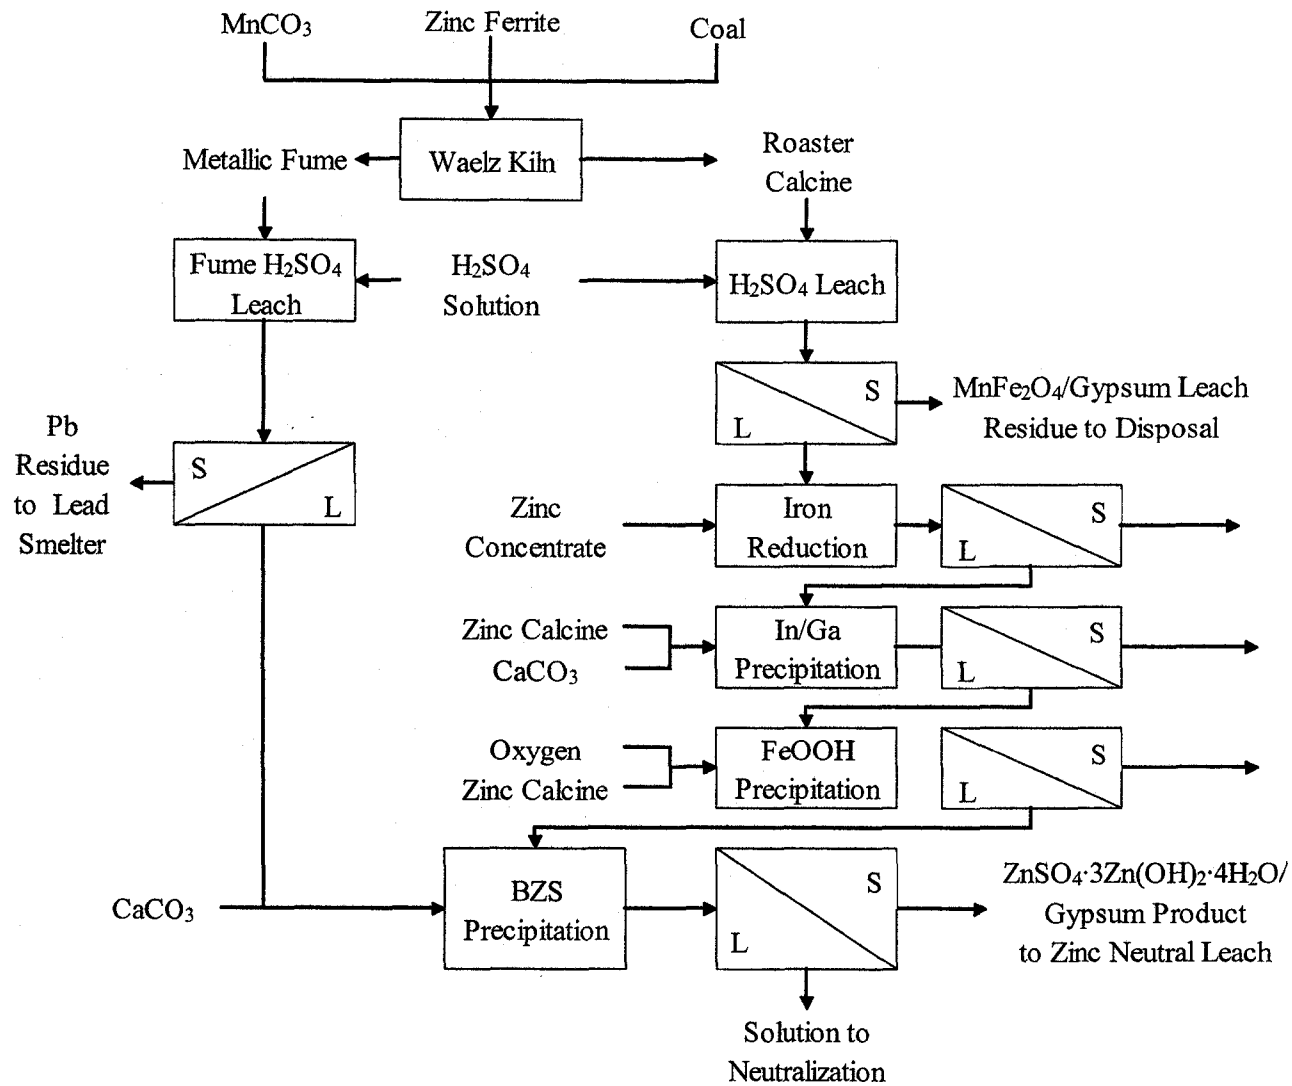 MnCO₃
Zinc Ferrite
Coal
Metallic Fume
Waelz Kiln
Roaster
Calcine
Fume H₂SO₄
Leach
H₂SO₄
Solution
H₂SO₄ Leach
S
L
MnFe₂O₄/Gypsum Leach
Residue to Disposal
Pb
Residue
to Lead
Smelter
S
L
Zinc
Concentrate
Iron
Reduction
S
L
Zinc Calcine
CaCO₃
In/Ga
Precipitation
S
L
Oxygen
Zinc Calcine
FeOOH
Precipitation
S
L
CaCO₃
BZS
Precipitation
S
L
ZnSO₄·3Zn(OH)₂·4H₂O/
Gypsum Product
to Zinc Neutral Leach
Solution to
Neutralization